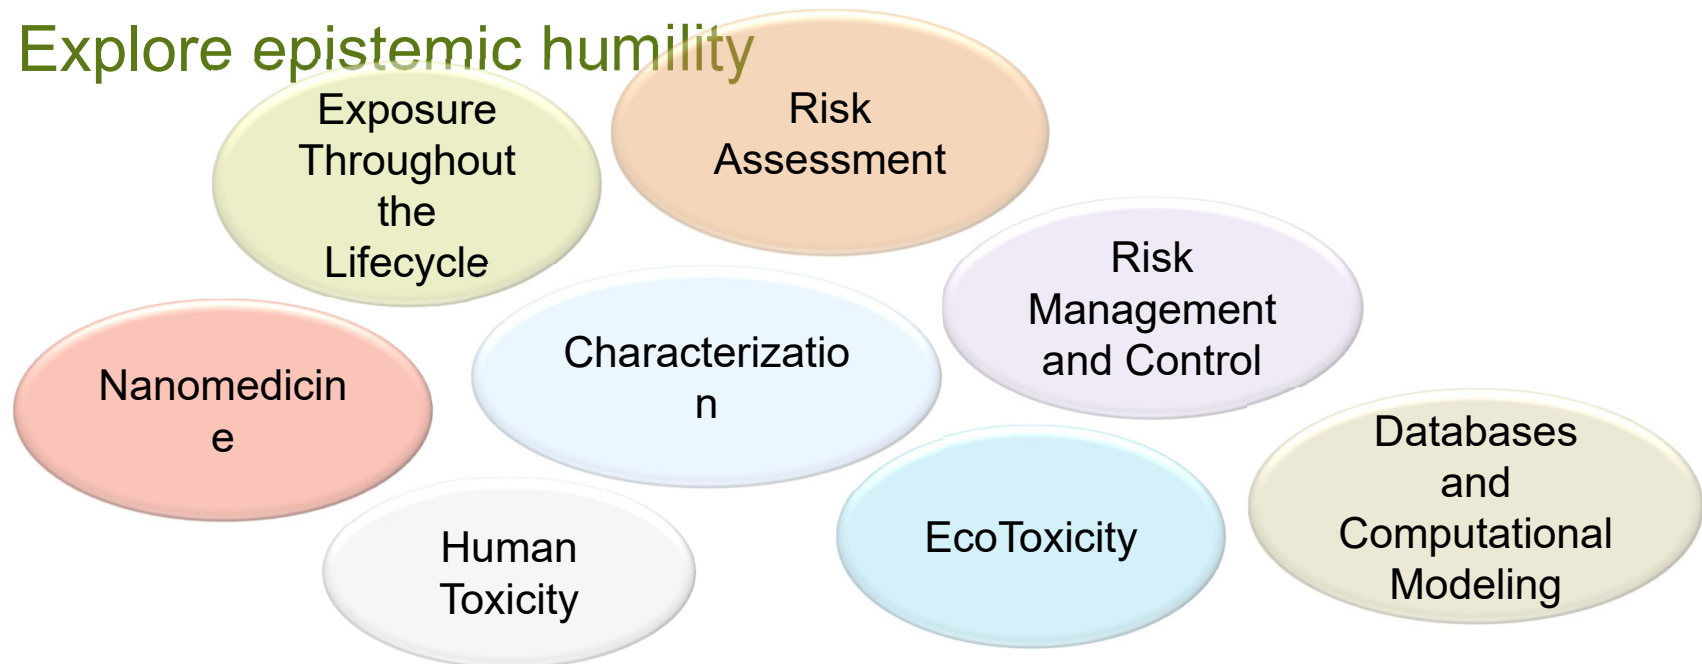 Explore epistemic humility
Exposure
Throughout
the
Lifecycle
Risk
Assessment
Risk
Management
and Control
Nanomedicin
e
Characterizatio
n
Databases
and
Computational
Modeling
Human
Toxicity
EcoToxicity